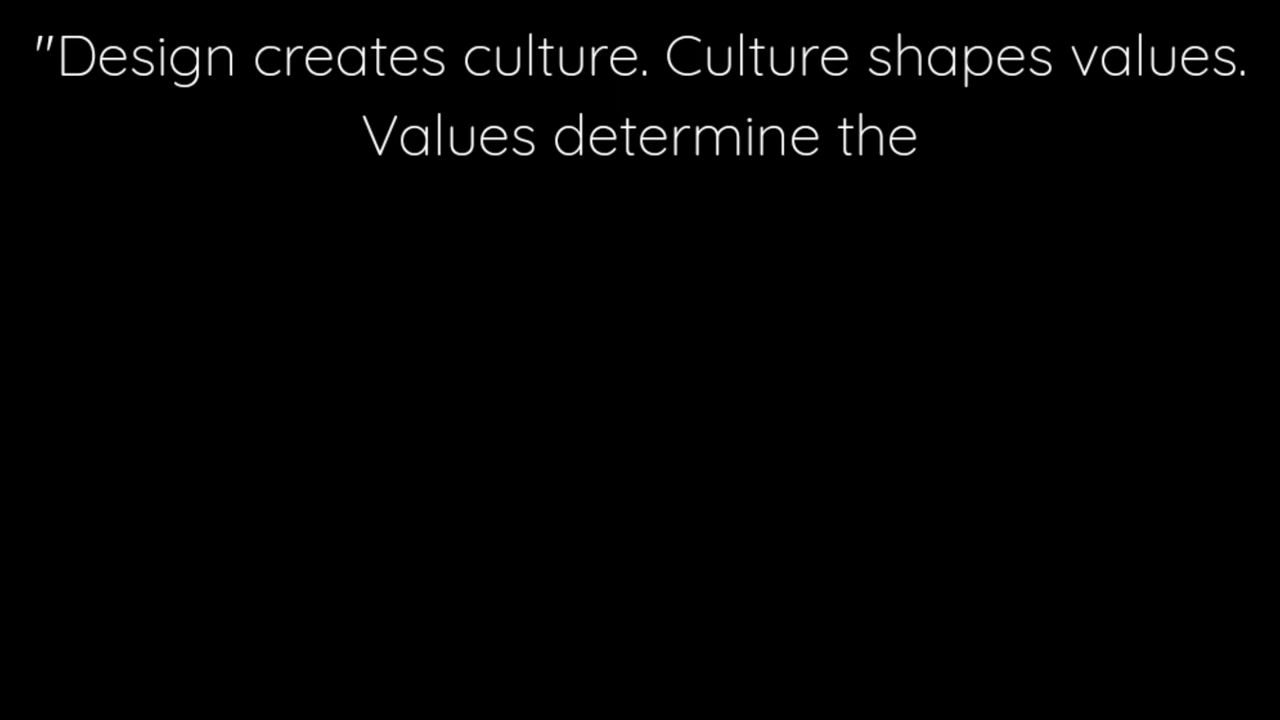 "Design creates culture. Culture shapes values.
Values determine the